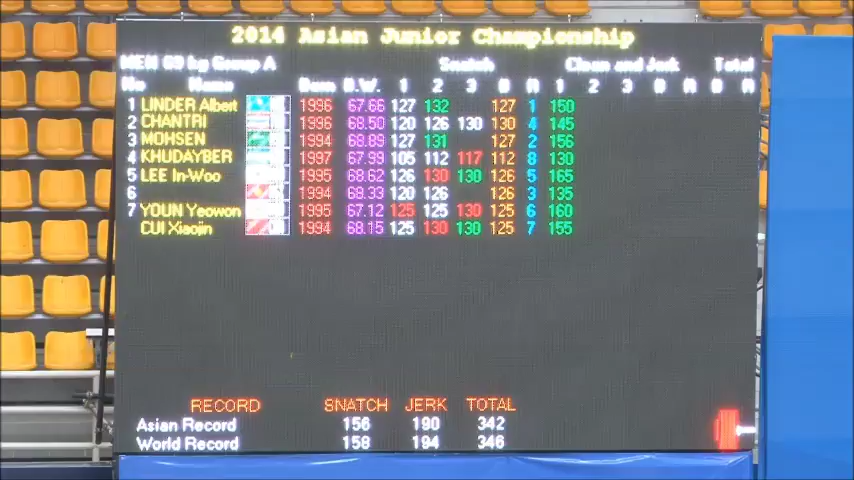 2014 Asian Junior Championship
MEN 69 kg Group A Snatch Clean and Jerk Total
No Name Born B.W. 1 2 3 B R 1 2 3 B R B R
1 LINDER Albert 1996 67.66 127 132 127 1 150
2 CHANTRI 1996 68.50 120 126 130 130 4 145
3 MOHSEN 1994 68.89 127 131 127 2 156
4 KHUDAYBER 1997 67.99 105 112 117 112 8 130
5 LEE In-Woo 1995 68.62 126 130 130 126 5 165
6 1994 68.33 120 126 126 3 135
7 YOUN Yeowon 1995 67.12 125 125 130 125 6 160
CUI Xiaojin 1994 68.15 125 130 130 125 7 155
RECORD SNATCH JERK TOTAL
Asian Record 156 190 342
World Record 158 194 346